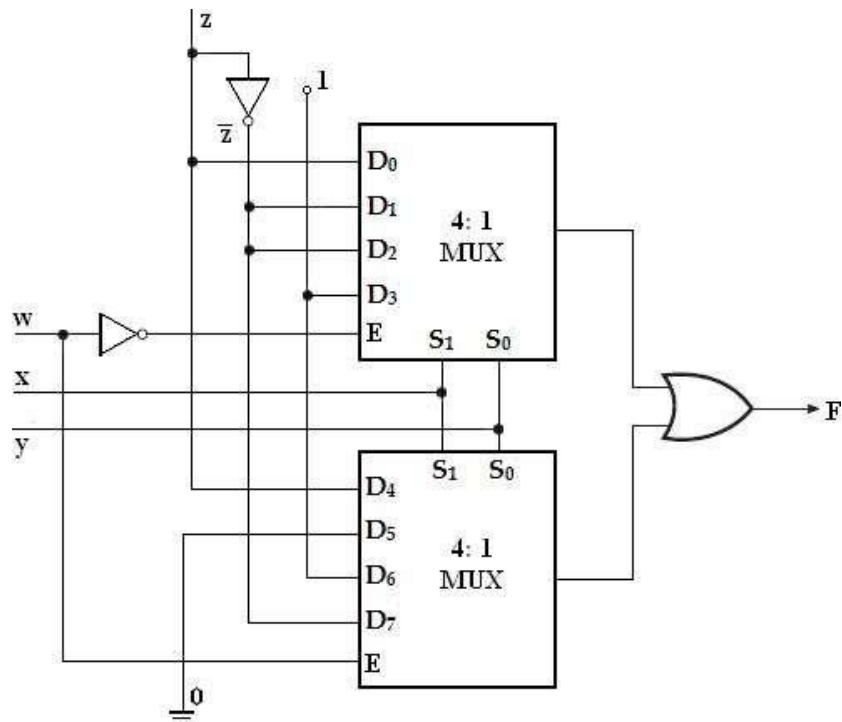 z
1
z̅
D₀
D₁
4: 1
D₂
MUX
D₃
w
E
S₁ S₀
x
F
y
S₁ S₀
D₄
D₅
4: 1
D₆
MUX
D₇
E
0